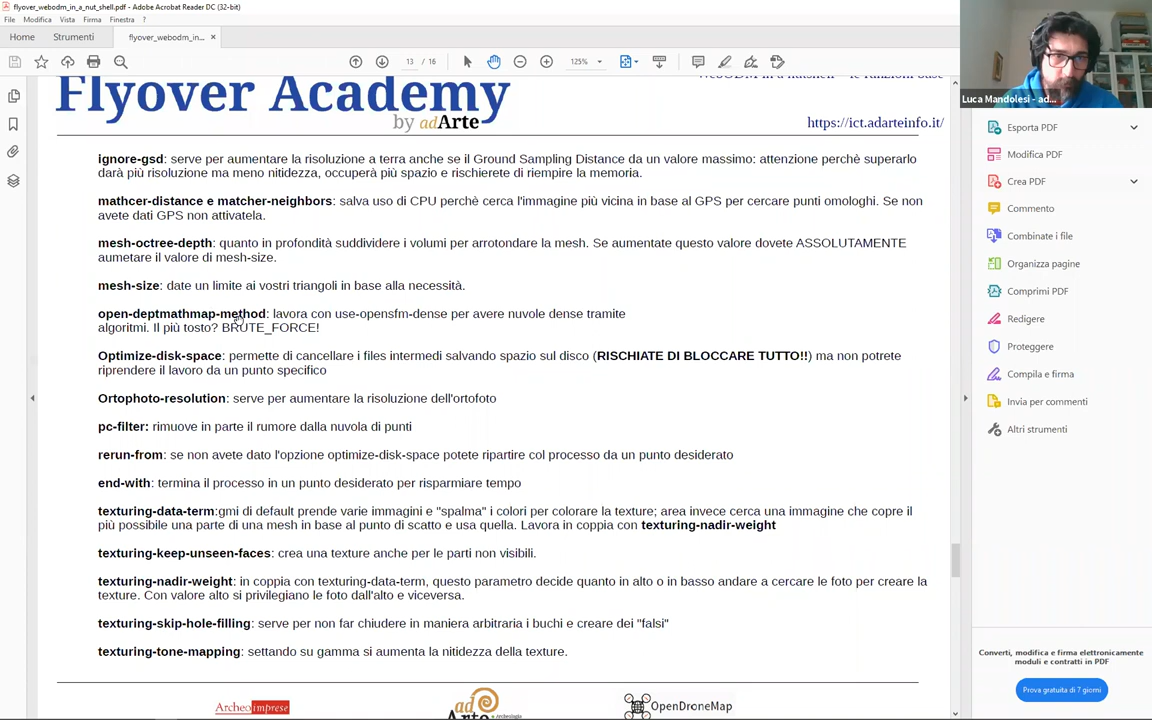 flyover_webodm_in_a_nut_shell.pdf - Adobe Acrobat Reader DC (32-bit)
File Modifica Vista Firma Finestra ?
Home Strumenti flyover_webodm_in... ×
13 / 16 125%
Flyover Academy
by adArte
https://ict.adarteinfo.it/
ignore-gsd: serve per aumentare la risoluzione a terra anche se il Ground Sampling Distance da un valore massimo: attenzione perchè superarlo
darà più risoluzione ma meno nitidezza, occuperà più spazio e rischierete di riempire la memoria.
mathcer-distance e matcher-neighbors: salva uso di CPU perchè cerca l'immagine più vicina in base al GPS per cercare punti omologhi. Se non
avete dati GPS non attivatela.
mesh-octree-depth: quanto in profondità suddividere i volumi per arrotondare la mesh. Se aumentate questo valore dovete ASSOLUTAMENTE
aumetare il valore di mesh-size.
mesh-size: date un limite ai vostri triangoli in base alla necessità.
open-deptmathmap-method: lavora con use-opensfm-dense per avere nuvole dense tramite
algoritmi. Il più tosto? BRUTE_FORCE!
Optimize-disk-space: permette di cancellare i files intermedi salvando spazio sul disco (RISCHIATE DI BLOCCARE TUTTO!!) ma non potrete
riprendere il lavoro da un punto specifico
Ortophoto-resolution: serve per aumentare la risoluzione dell'ortofoto
pc-filter: rimuove in parte il rumore dalla nuvola di punti
rerun-from: se non avete dato l'opzione optimize-disk-space potete ripartire col processo da un punto desiderato
end-with: termina il processo in un punto desiderato per risparmiare tempo
texturing-data-term:gmi di default prende varie immagini e "spalma" i colori per colorare la texture; area invece cerca una immagine che copre il
più possibile una parte di una mesh in base al punto di scatto e usa quella. Lavora in coppia con texturing-nadir-weight
texturing-keep-unseen-faces: crea una texture anche per le parti non visibili.
texturing-nadir-weight: in coppia con texturing-data-term, questo parametro decide quanto in alto o in basso andare a cercare le foto per creare la
texture. Con valore alto si privilegiano le foto dall'alto e viceversa.
texturing-skip-hole-filling: serve per non far chiudere in maniera arbitraria i buchi e creare dei "falsi"
texturing-tone-mapping: settando su gamma si aumenta la nitidezza della texture.
Archeoimprese
ad
Arte Archeologia
OpenDroneMap
Luca Mandolesi - ad...
Esporta PDF
Modifica PDF
Crea PDF
Commento
Combinate i file
Organizza pagine
Comprimi PDF
Redigere
Proteggere
Compila e firma
Invia per commenti
Altri strumenti
Converti, modifica e firma elettronicamente
moduli e contratti in PDF
Prova gratuita di 7 giorni